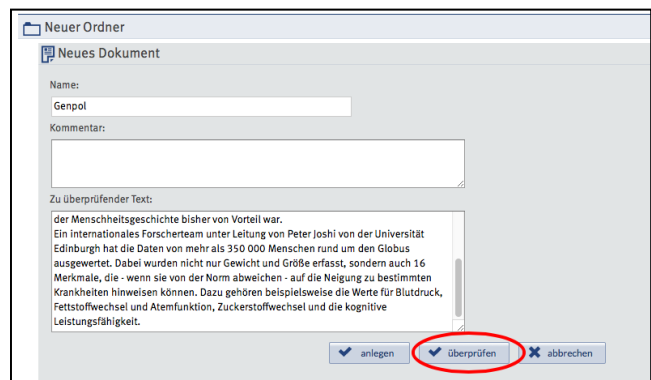 Neuer Ordner
Neues Dokument
Name:
Genpol
Kommentar:
Zu überprüfender Text:
der Menschheitsgeschichte bisher von Vorteil war.
Ein internationales Forscherteam unter Leitung von Peter Joshi von der Universität
Edinburgh hat die Daten von mehr als 350 000 Menschen rund um den Globus
ausgewertet. Dabei wurden nicht nur Gewicht und Größe erfasst, sondern auch 16
Merkmale, die - wenn sie von der Norm abweichen - auf die Neigung zu bestimmten
Krankheiten hinweisen können. Dazu gehören beispielsweise die Werte für Blutdruck,
Fettstoffwechsel und Atemfunktion, Zuckerstoffwechsel und die kognitive
Leistungsfähigkeit.
anlegen überprüfen abbrechen